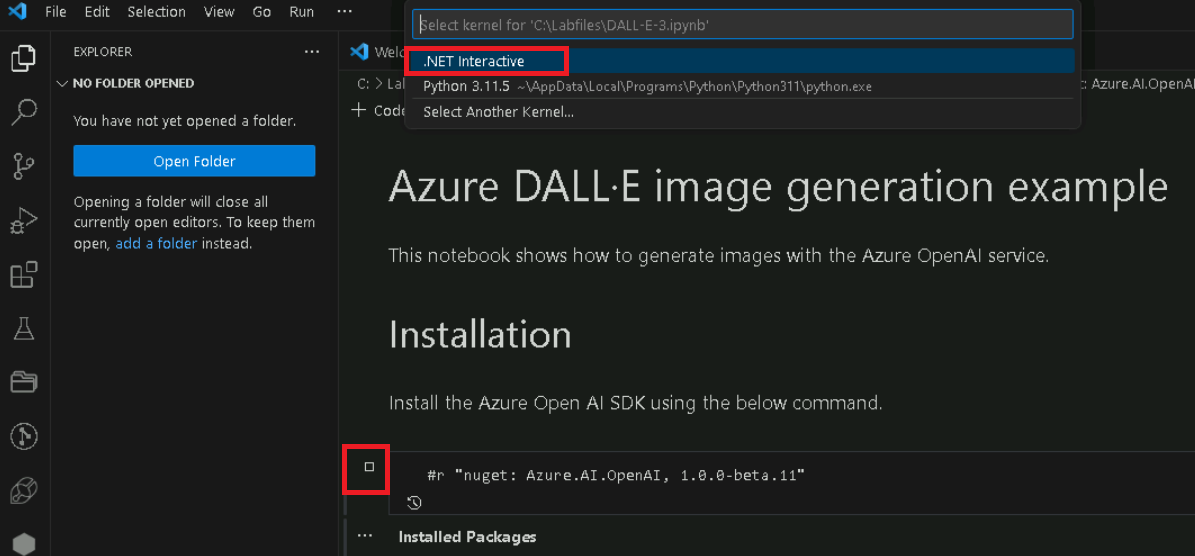 File Edit Selection View Go Run ···
Select kernel for 'C:\Labfiles\DALL-E-3.ipynb'
.NET Interactive
Python 3.11.5 ~\AppData\Local\Programs\Python\Python311\python.exe
Select Another Kernel...
EXPLORER ···
NO FOLDER OPENED
You have not yet opened a folder.
Open Folder
Opening a folder will close all
currently open editors. To keep them
open, add a folder instead.
C: > 
Azure.AI.OpenAI
+ Code
Azure DALL·E image generation example
This notebook shows how to generate images with the Azure OpenAI service.
Installation
Install the Azure Open AI SDK using the below command.
#r "nuget: Azure.AI.OpenAI, 1.0.0-beta.11"
··· Installed Packages